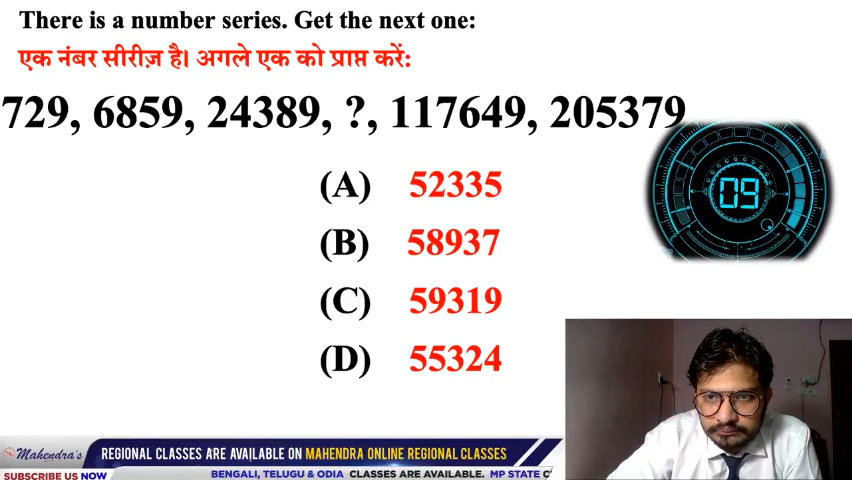 There is a number series. Get the next one:
एक नंबर सीरीज़ है। अगले एक को प्राप्त करें:
729, 6859, 24389, ?, 117649, 205379
09
(A) 52335
(B) 58937
(C) 59319
(D) 55324
Mahendra's
REGIONAL CLASSES ARE AVAILABLE ON MAHENDRA ONLINE REGIONAL CLASSES
SUBSCRIBE US NOW
BENGALI, TELUGU & ODIA CLASSES ARE AVAILABLE. MP STATE C